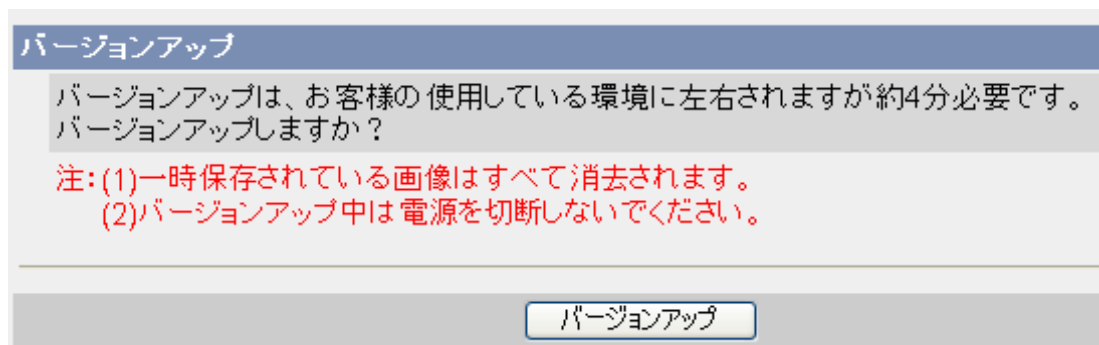 バージョンアップ
バージョンアップは、お客様の使用している環境に左右されますが約4分必要です。
バージョンアップしますか？
注：(1)一時保存されている画像はすべて消去されます。
(2)バージョンアップ中は電源を切断しないでください。
バージョンアップ